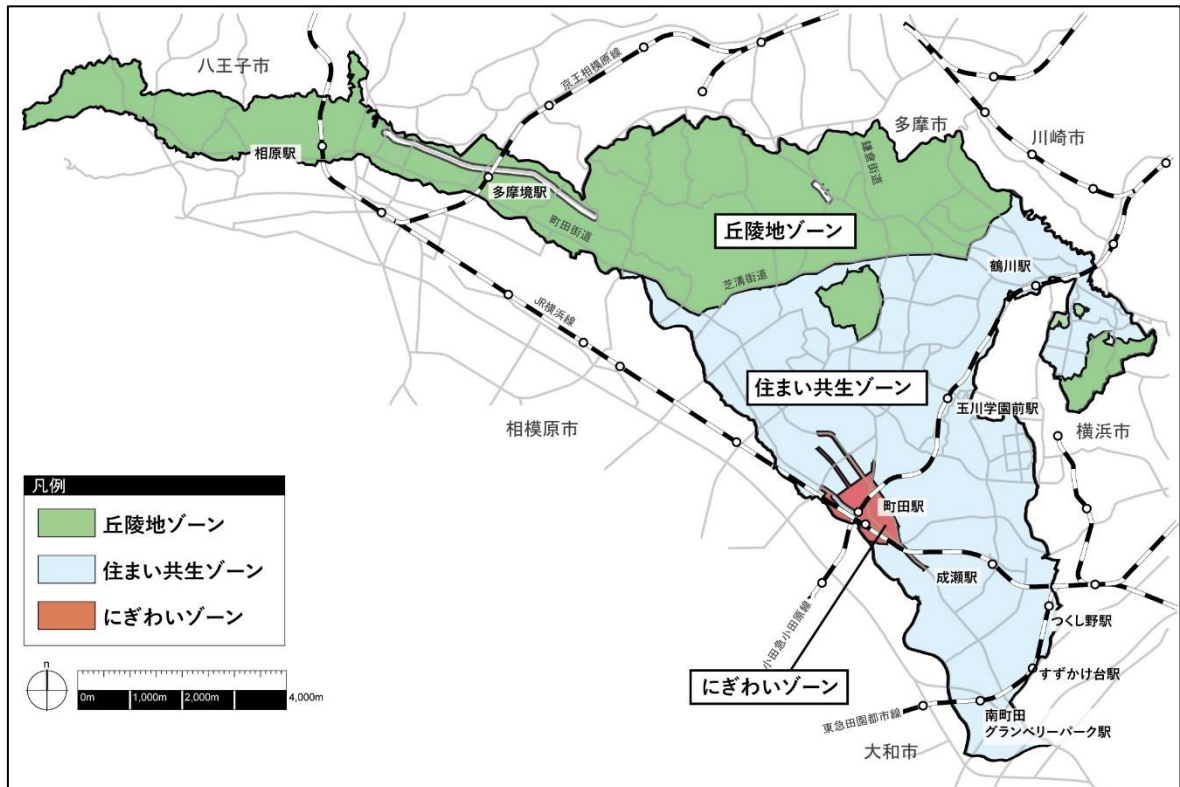 八王子市
京王相模原線
多摩市
川崎市
鎌倉街道
相原駅
多摩境駅
町田街道
丘陵地ゾーン
芝溝街道
鶴川駅
JR横浜線
住まい共生ゾーン
玉川学園前駅
相模原市
横浜市
凡例
丘陵地ゾーン
住まい共生ゾーン
にぎわいゾーン
町田駅
成瀬駅
小田急小田原線
つくし野駅
n
0m
1,000m
2,000m
4,000m
にぎわいゾーン
すずかけ台駅
東急田園都市線
南町田
グランベリーパーク駅
大和市